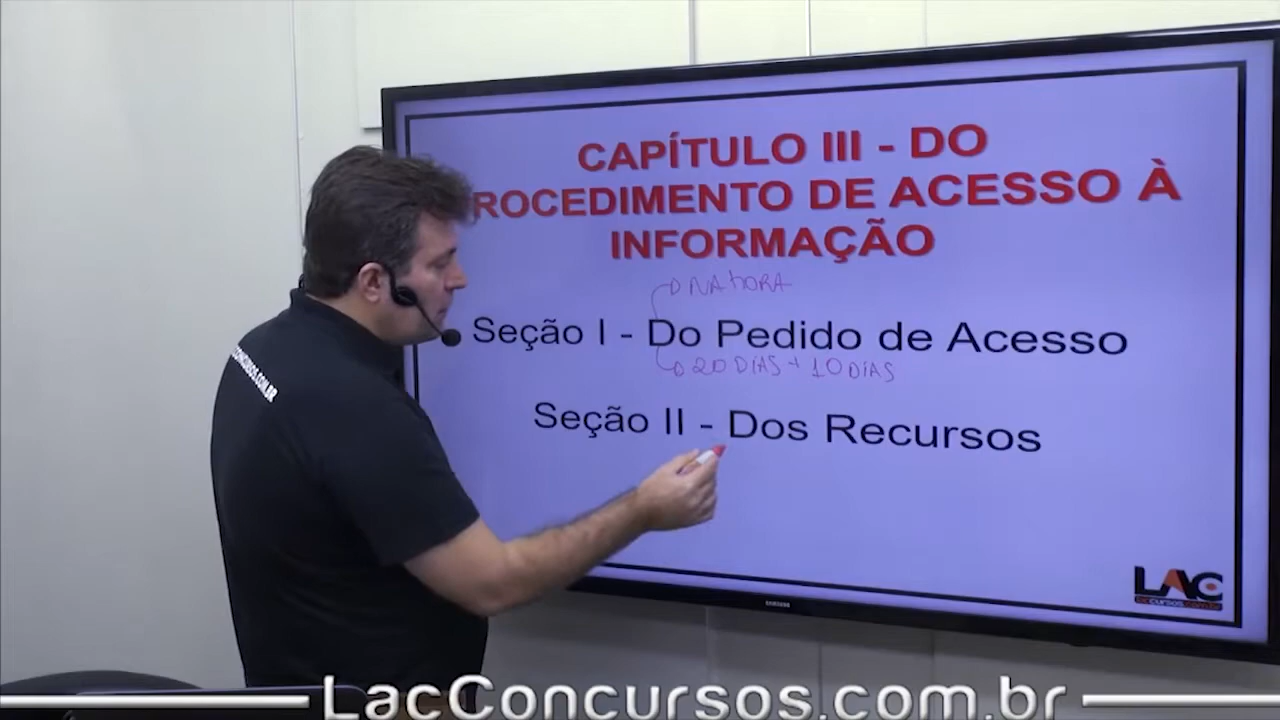 CAPÍTULO III - DO
ROCEDIMENTO DE ACESSO À
INFORMAÇÃO
NA HORA
Seção I - Do Pedido de Acesso
20 DIAS + 10 DIAS
Seção II - Dos Recursos
LAC
SAMSUNG
LacConcursos.com.br